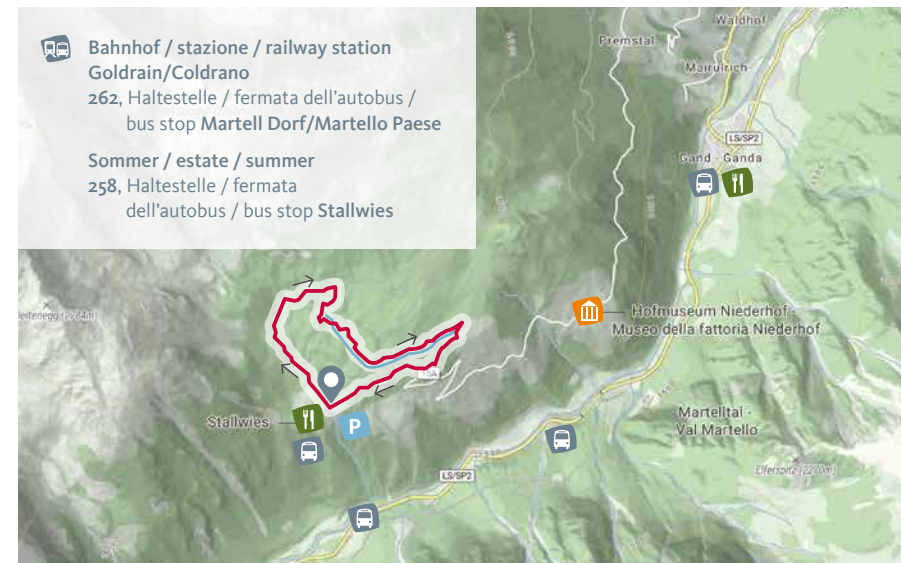 Bahnhof / stazione / railway station
Goldrain/Coldrano
262, Haltestelle / fermata dell'autobus /
bus stop Martell Dorf/Martello Paese
Sommer / estate / summer
258, Haltestelle / fermata
dell'autobus / bus stop Stallwies
Waldhof
Premstal
Mairulrich
LS/SP2
Gand - Ganda
Hofmuseum Niederhof
Museo della fattoria Niederhof
Stallwies
P
Martelltal -
Val Martello
Elferspitz (2270m)
LS/SP2